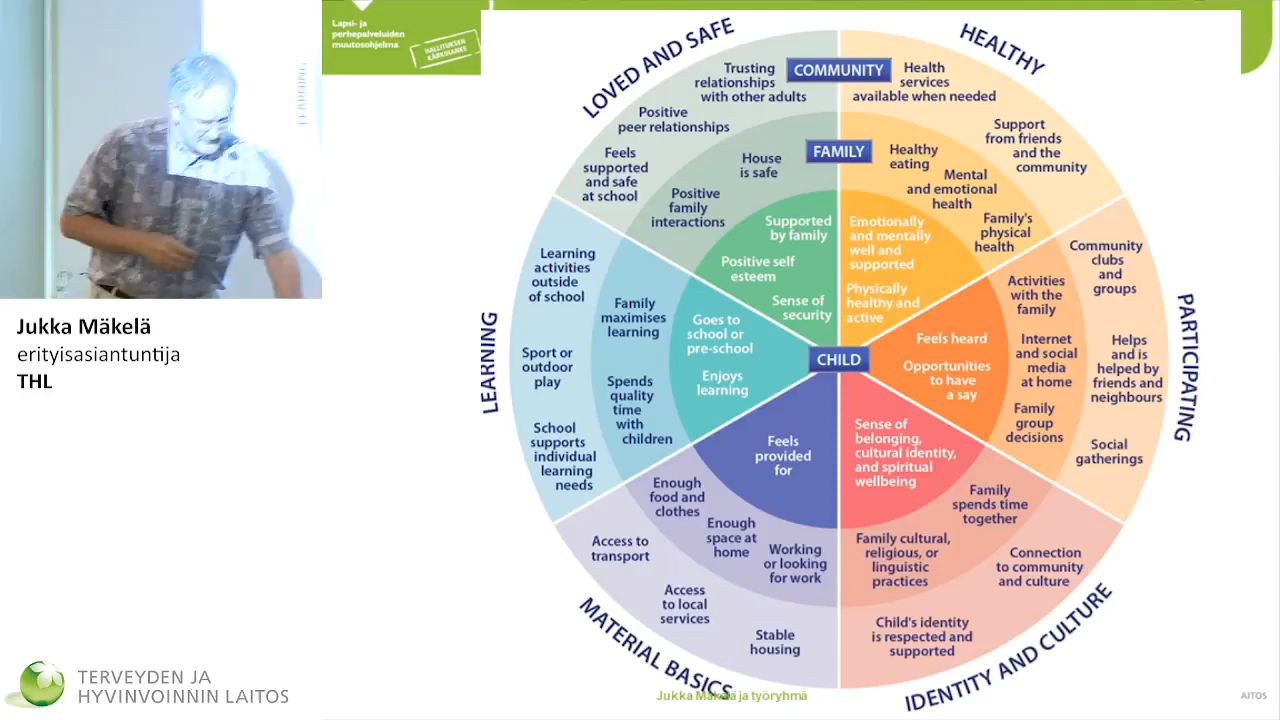 Lapsi- ja
perhepalveluiden
muutosohjelma
HALLITUKSEN
KÄRKIHANKE
Jukka Mäkelä
erityisasiantuntija
THL
TERVEYDEN JA
HYVINVOINNIN LAITOS
COMMUNITY
FAMILY
CHILD
LOVED AND SAFE
Trusting
relationships
with other adults
Positive
peer relationships
Feels
supported
and safe
at school
House
is safe
Positive
family
interactions
Supported
by family
Positive self
esteem
Sense of
security
HEALTHY
Health
services
available when needed
Support
from friends
and the
community
Healthy
eating
Mental
and emotional
health
Family's
physical
health
Emotionally
and mentally
well and
supported
Physically
healthy and
active
PARTICIPATING
Community
clubs
and
groups
Helps
and is
helped by
friends and
neighbours
Social
gatherings
Activities
with the
family
Internet
and social
media
at home
Family
group
decisions
Feels heard
Opportunities
to have
a say
IDENTITY AND CULTURE
Sense of
belonging,
cultural identity,
and spiritual
wellbeing
Family
spends time
together
Family cultural,
religious, or
linguistic
practices
Connection
to community
and culture
Child's identity
is respected and
supported
MATERIAL BASICS
Feels
provided
for
Enough
food and
clothes
Enough
space at
home
Working
or looking
for work
Access to
transport
Access
to local
services
Stable
housing
LEARNING
Learning
activities
outside
of school
Sport or
outdoor
play
School
supports
individual
learning
needs
Family
maximises
learning
Spends
quality
time
with
children
Goes to
school or
pre-school
Enjoys
learning
Jukka Mäkelä ja työryhmä
AITOS